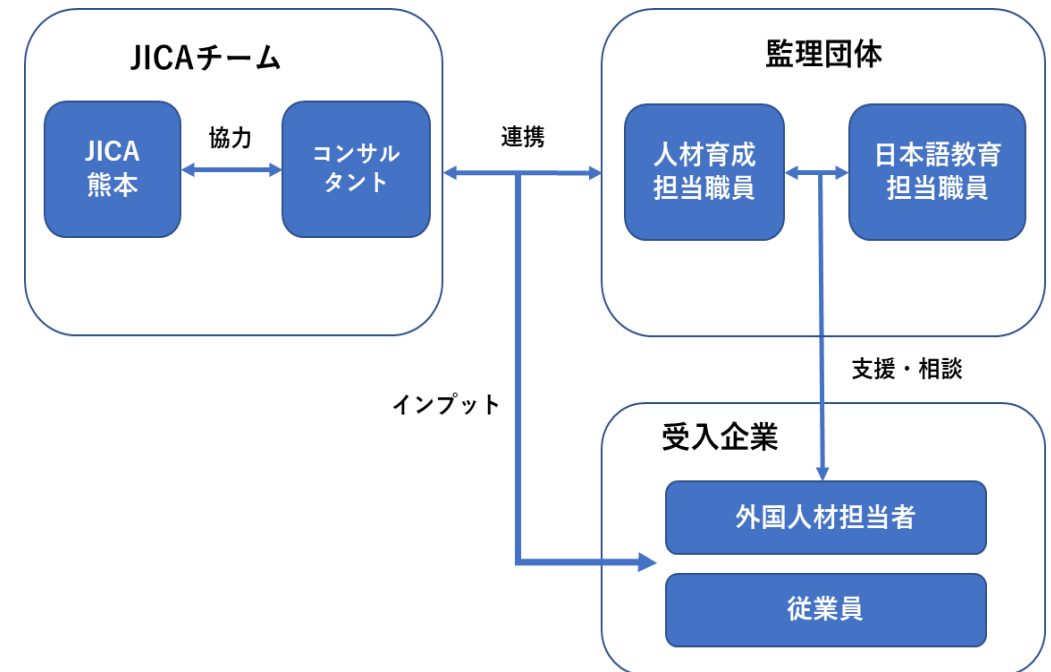 JICAチーム
JICA
熊本
協力
コンサル
タント
連携
監理団体
人材育成
担当職員
日本語教育
担当職員
支援・相談
インプット
受入企業
外国人材担当者
従業員